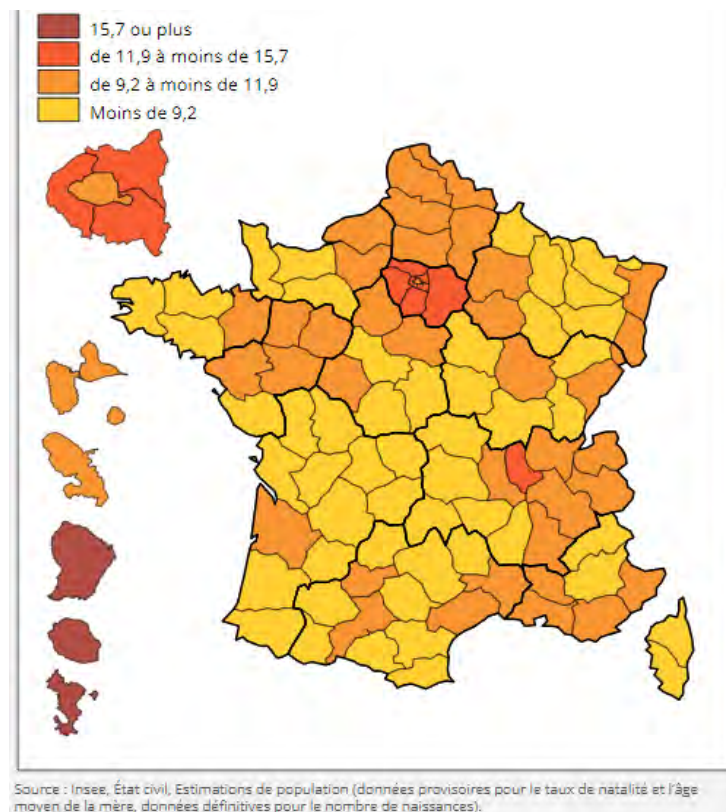 15,7 ou plus
de 11,9 à moins de 15,7
de 9,2 à moins de 11,9
Moins de 9,2
Source : Insee, État civil, Estimations de population (données provisoires pour le taux de natalité et l'âge
moyen de la mère, données définitives pour le nombre de naissances).